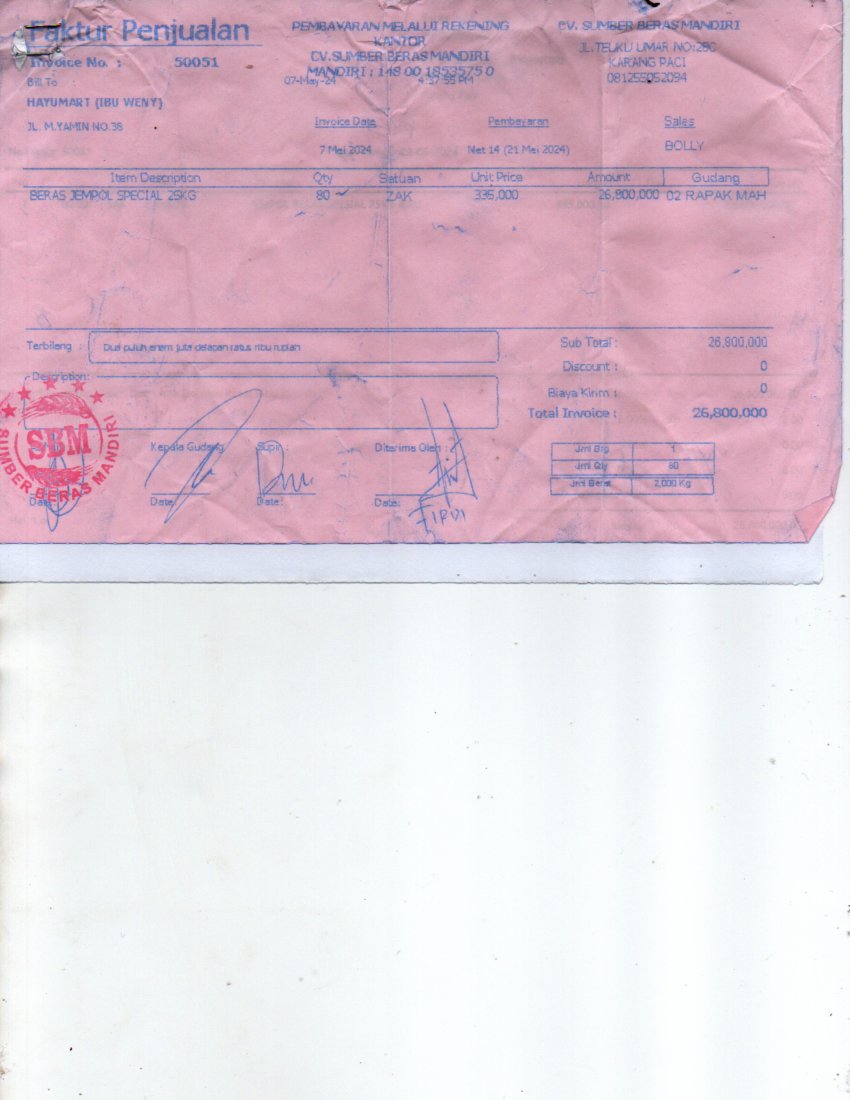 Faktur Penjualan
Invoice No. : 50051
Bill To :
HAYUMART (IBU WENY)
JL. M.YAMIN NO.38
PEMBAYARAN MELALUI REKENING
KANTOR
CV.SUMBER BERAS MANDIRI
MANDIRI : 148 00 1853575 0
07-May-24 4:57:55 PM
CV. SUMBER BERAS MANDIRI
JL.TEUKU UMAR NO:28C
KARANG PACI
081255052094
Invoice Date Pembayaran Sales
7 Mei 2024 Net 14 (21 Mei 2024) BOLLY
Item Description Qty Satuan Unit Price Amount Gudang
BERAS JEMPOL SPECIAL 25KG 80 ZAK 335,000 26,800,000 02 RAPAK MAH
Terbilang : Dua puluh enam juta delapan ratus ribu rupiah
Description:
Sub Total : 26,800,000
Discount : 0
Biaya Kirim : 0
Total Invoice : 26,800,000
SBM
SUMBER BERAS MANDIRI
Kepala Gudang Supir : Diterima Oleh :
Date: Date: Date: Date:
FIRDI
Jml Brg 1
Jml Qty 80
Jml Berat 2,000 Kg